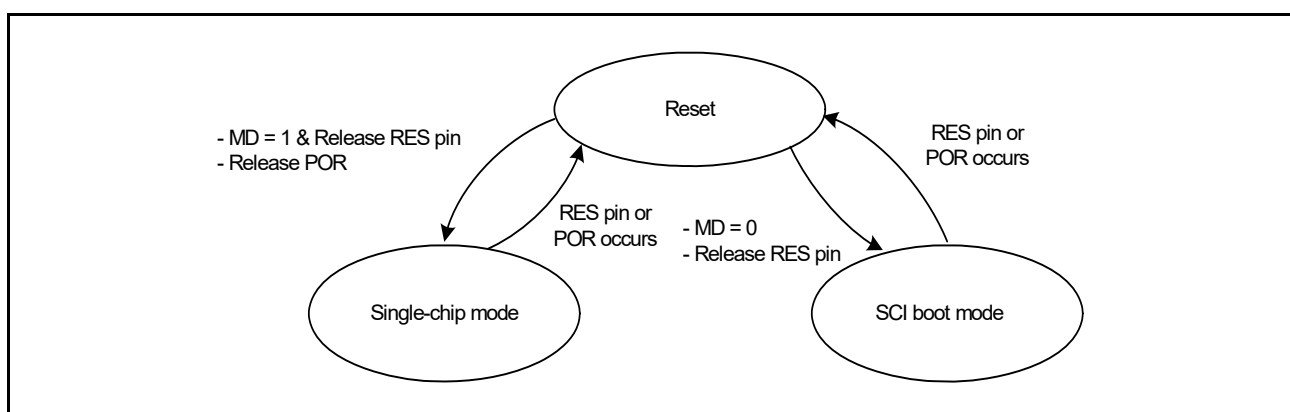 Reset
- MD = 1 & Release RES pin
- Release POR
RES pin or
POR occurs
RES pin or
POR occurs
- MD = 0
- Release RES pin
Single-chip mode
SCI boot mode